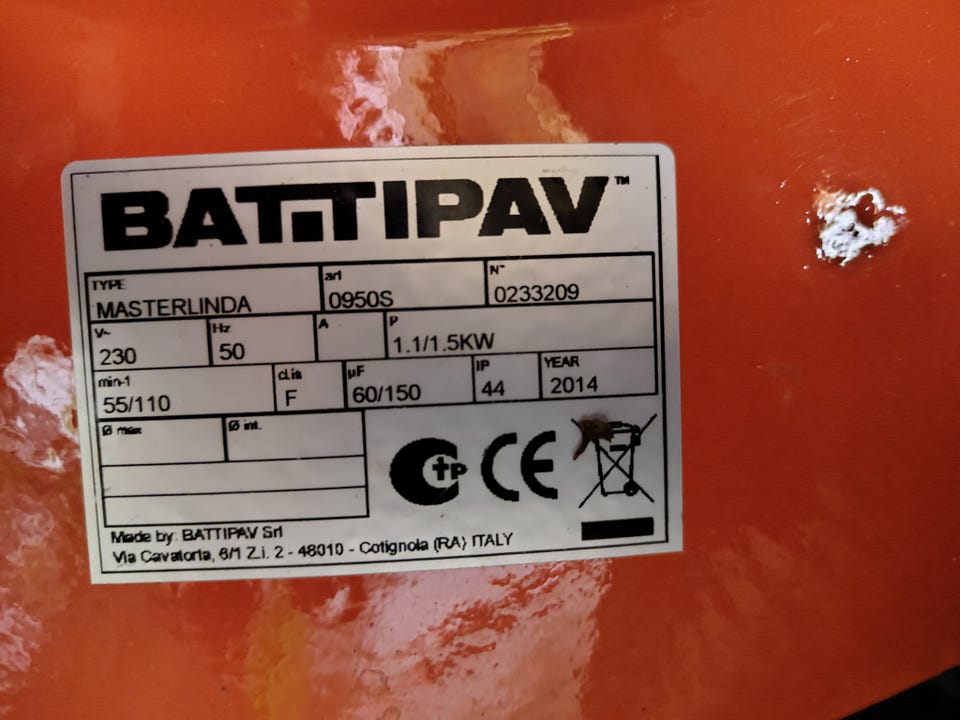 BATTIPAV™
TYPE art N°
MASTERLINDA 0950S 0233209
V~ Hz A P
230 50 1.1/1.5KW
min-1 cl.is µF IP YEAR
55/110 F 60/150 44 2014
Ø max Ø int.
CTP CE
Made by: BATTIPAV Srl
Via Cavatorta, 6/1 Z.i. 2 - 48010 - Cotignola (RA) ITALY